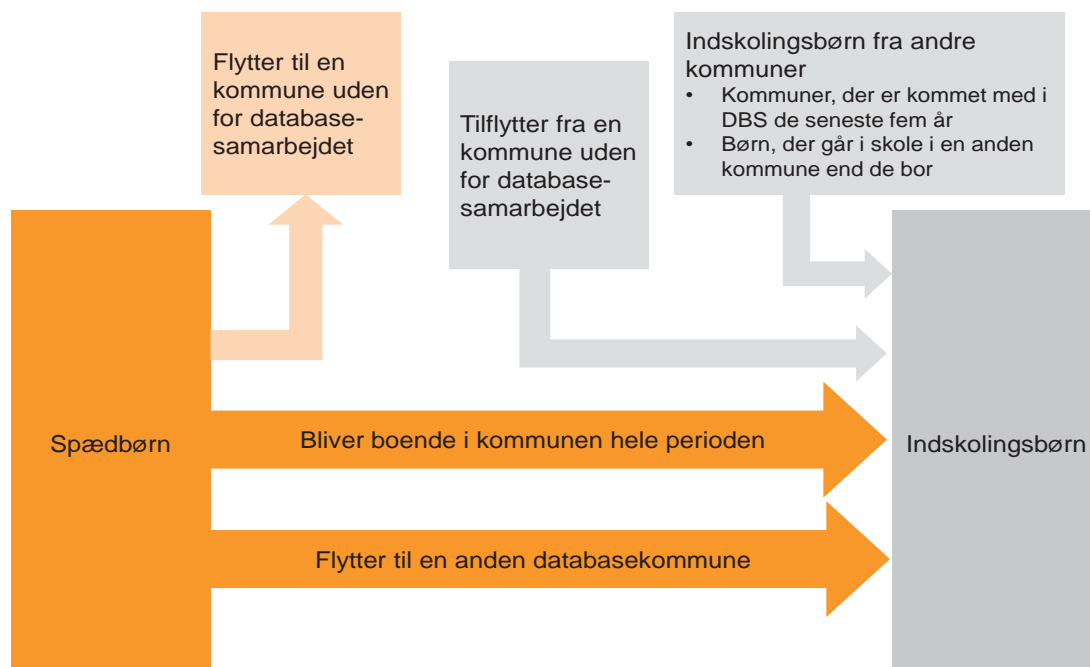 Flytter til en
kommune uden
for database-
samarbejdet
Tilflytter fra en
kommune uden
for database-
samarbejdet
Indskolingsbørn fra andre
kommuner
• Kommuner, der er kommet med i
DBS de seneste fem år
• Børn, der går i skole i en anden
kommune end de bor
Spædbørn
Bliver boende i kommunen hele perioden
Indskolingsbørn
Flytter til en anden databasekommune